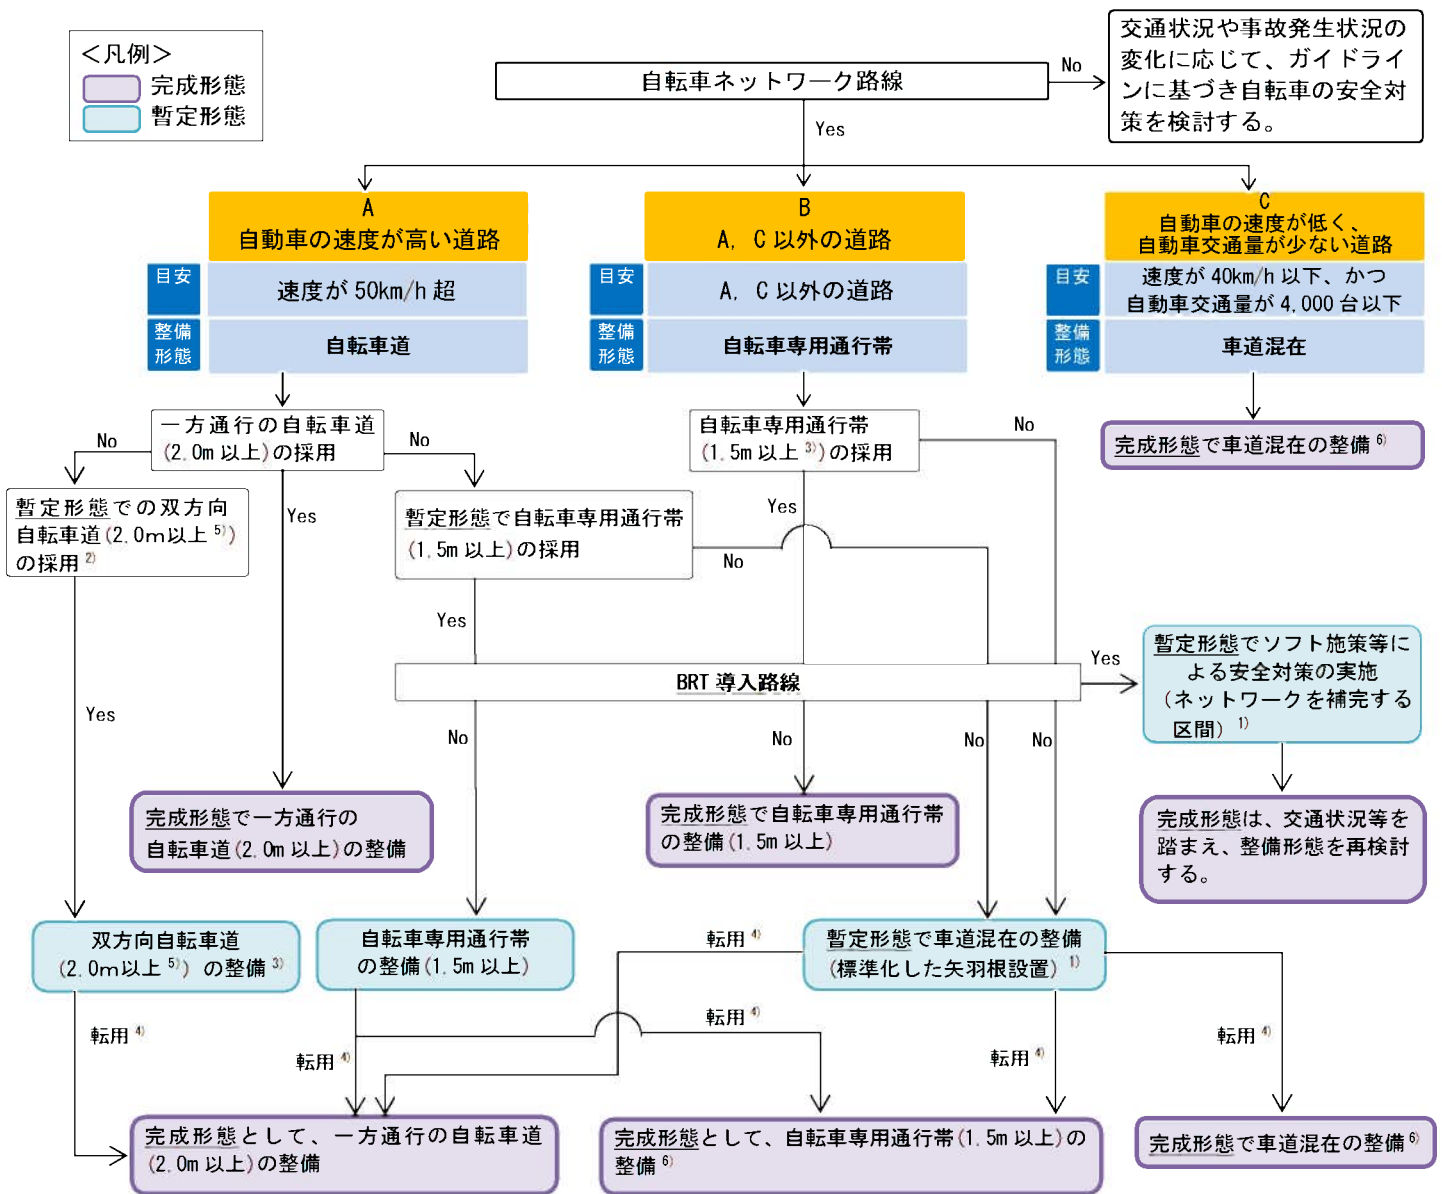 <凡例>
完成形態
暫定形態
自転車ネットワーク路線
No
交通状況や事故発生状況の
変化に応じて、ガイドライ
ンに基づき自転車の安全対
策を検討する。
Yes
A
自動車の速度が高い道路
目安
速度が 50km/h 超
整備
形態
自転車道
B
A, C 以外の道路
目安
A, C 以外の道路
整備
形態
自転車専用通行帯
C
自動車の速度が低く、
自動車交通量が少ない道路
目安
速度が 40km/h 以下、かつ
自動車交通量が 4,000 台以下
整備
形態
車道混在
一方通行の自転車道
(2.0m 以上)の採用
No
No
Yes
自転車専用通行帯
(1.5m 以上 3))の採用
No
Yes
完成形態で車道混在の整備 6)
暫定形態での双方向
自転車道(2.0m以上 5))
の採用 2)
暫定形態で自転車専用通行帯
(1.5m 以上)の採用
No
Yes
Yes
BRT 導入路線
Yes
暫定形態でソフト施策等に
よる安全対策の実施
(ネットワークを補完する
区間) 1)
No
No
No
No
完成形態で一方通行の
自転車道(2.0m 以上)の整備
完成形態で自転車専用通行帯
の整備(1.5m 以上)
完成形態は、交通状況等を
踏まえ、整備形態を再検討
する。
双方向自転車道
(2.0m以上 5)) の整備 3)
自転車専用通行帯
の整備(1.5m 以上)
転用 4)
暫定形態で車道混在の整備
(標準化した矢羽根設置) 1)
転用 4)
転用 4)
転用 4)
転用 4)
転用 4)
完成形態として、一方通行の自転車道
(2.0m 以上)の整備
完成形態として、自転車専用通行帯(1.5m 以上)の
整備 6)
完成形態で車道混在の整備 6)